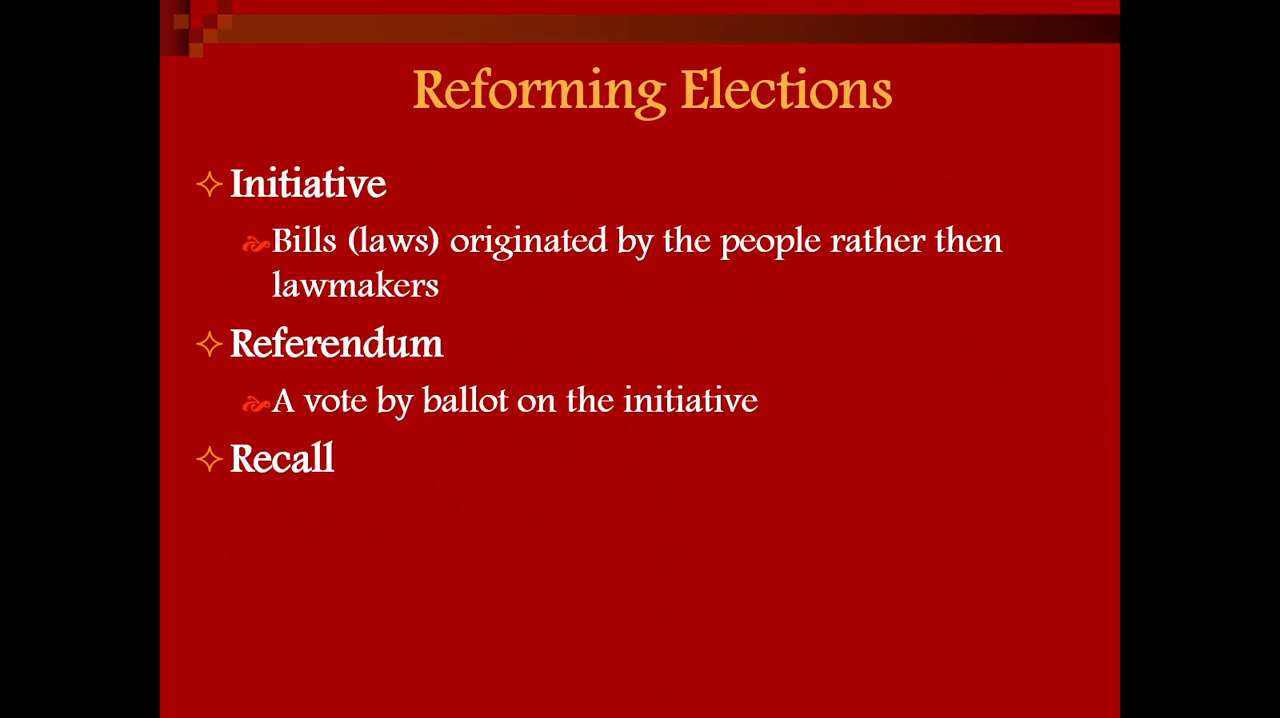 Reforming Elections
Initiative
Bills (laws) originated by the people rather then
lawmakers
Referendum
A vote by ballot on the initiative
Recall